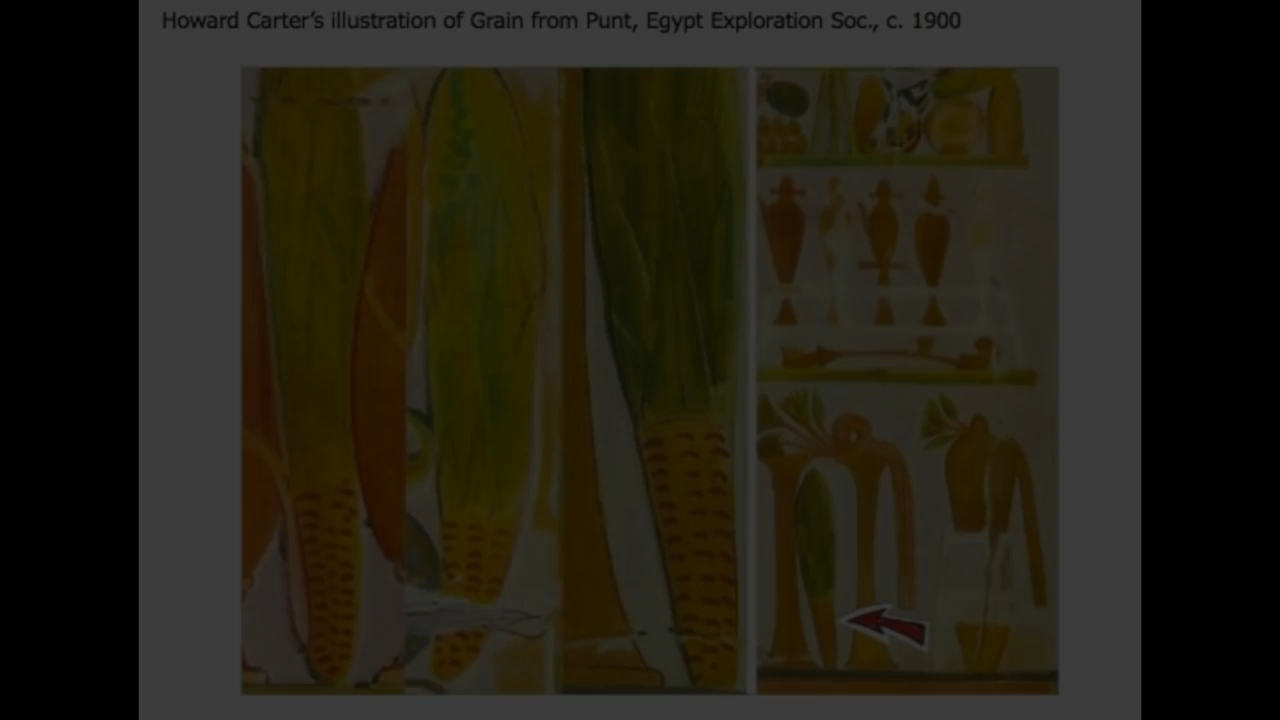 Howard Carter’s illustration of Grain from Punt, Egypt Exploration Soc., c. 1900